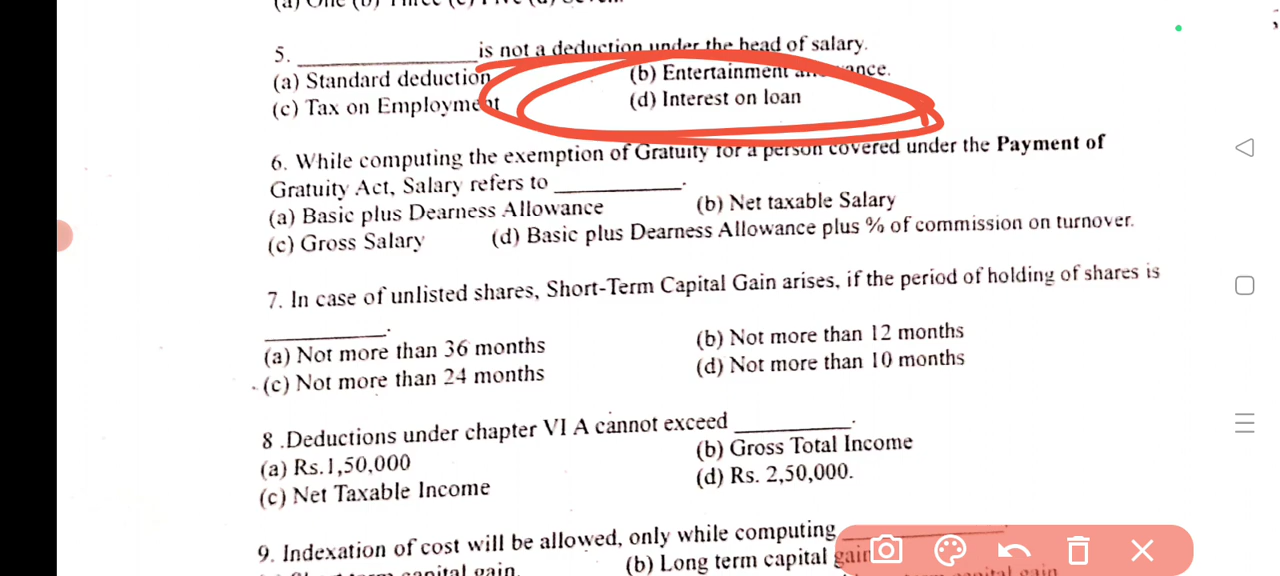 5. ____________ is not a deduction under the head of salary.
(a) Standard deduction (b) Entertainment
(c) Tax on Employment (d) Interest on loan
6. While computing the exemption of Gratuity for a person covered under the Payment of
Gratuity Act, Salary refers to ____________.
(a) Basic plus Dearness Allowance (b) Net taxable Salary
(c) Gross Salary (d) Basic plus Dearness Allowance plus % of commission on turnover.
7. In case of unlisted shares, Short-Term Capital Gain arises, if the period of holding of shares is
____________.
(a) Not more than 36 months (b) Not more than 12 months
(c) Not more than 24 months (d) Not more than 10 months
8 .Deductions under chapter VI A cannot exceed ____________.
(a) Rs.1,50,000 (b) Gross Total Income
(c) Net Taxable Income (d) Rs. 2,50,000.
9. Indexation of cost will be allowed, only while computing
(b) Long term capital gain